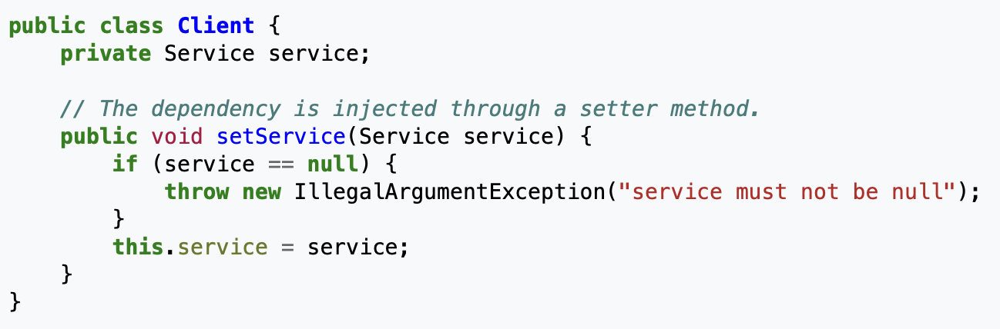 public class Client {
    private Service service;

    // The dependency is injected through a setter method.
    public void setService(Service service) {
        if (service == null) {
            throw new IllegalArgumentException("service must not be null");
        }
        this.service = service;
    }
}